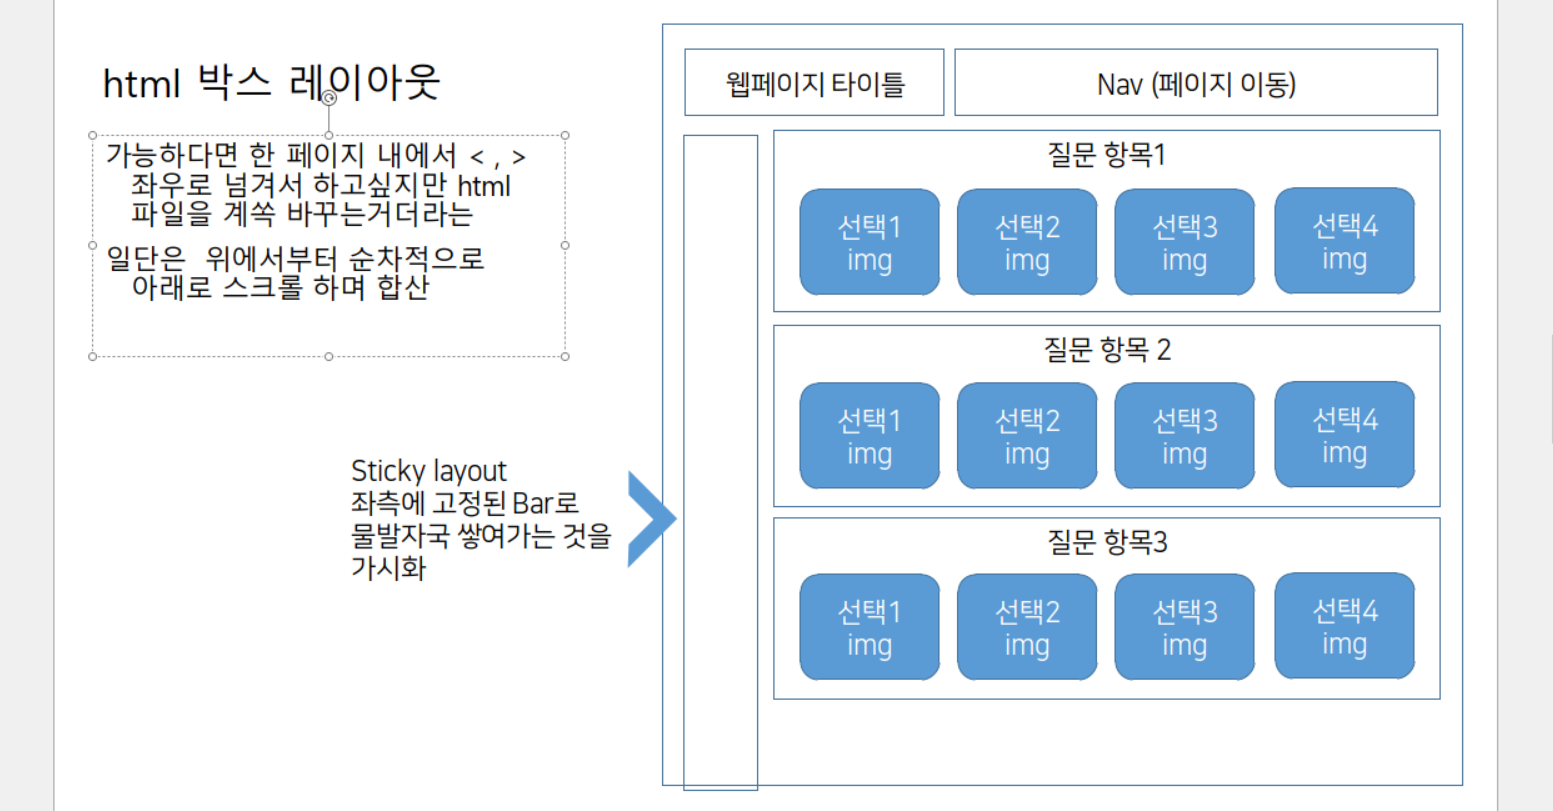 html 박스 레이아웃
가능하다면 한 페이지 내에서 < , >
좌우로 넘겨서 하고싶지만 html
파일을 계쏙 바꾸는거더라는
일단은 위에서부터 순차적으로
아래로 스크롤 하며 합산
Sticky layout
좌측에 고정된 Bar로
물발자국 쌓여가는 것을
가시화
웹페이지 타이틀
Nav (페이지 이동)
질문 항목1
선택1
img
선택2
img
선택3
img
선택4
img
질문 항목 2
선택1
img
선택2
img
선택3
img
선택4
img
질문 항목3
선택1
img
선택2
img
선택3
img
선택4
img